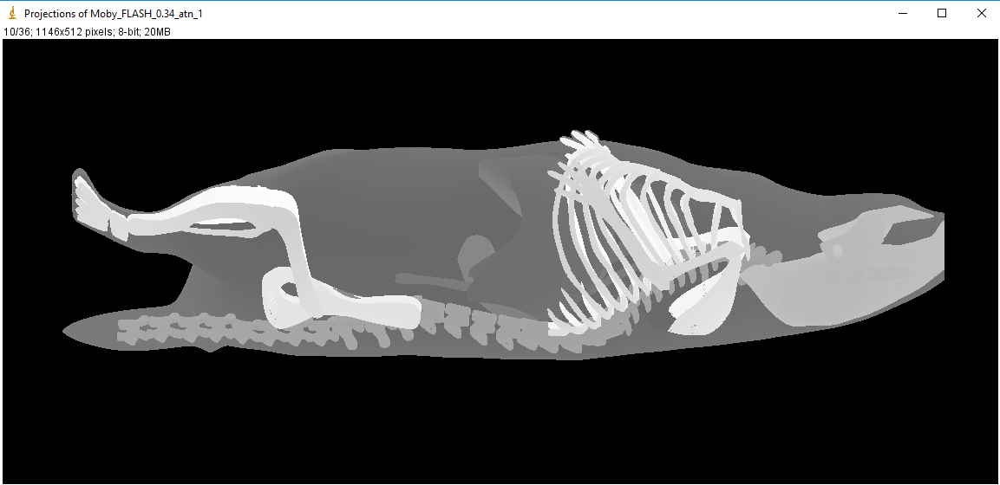 Projections of Moby_FLASH_0.34_atn_1
10/36; 1146x512 pixels; 8-bit; 20MB